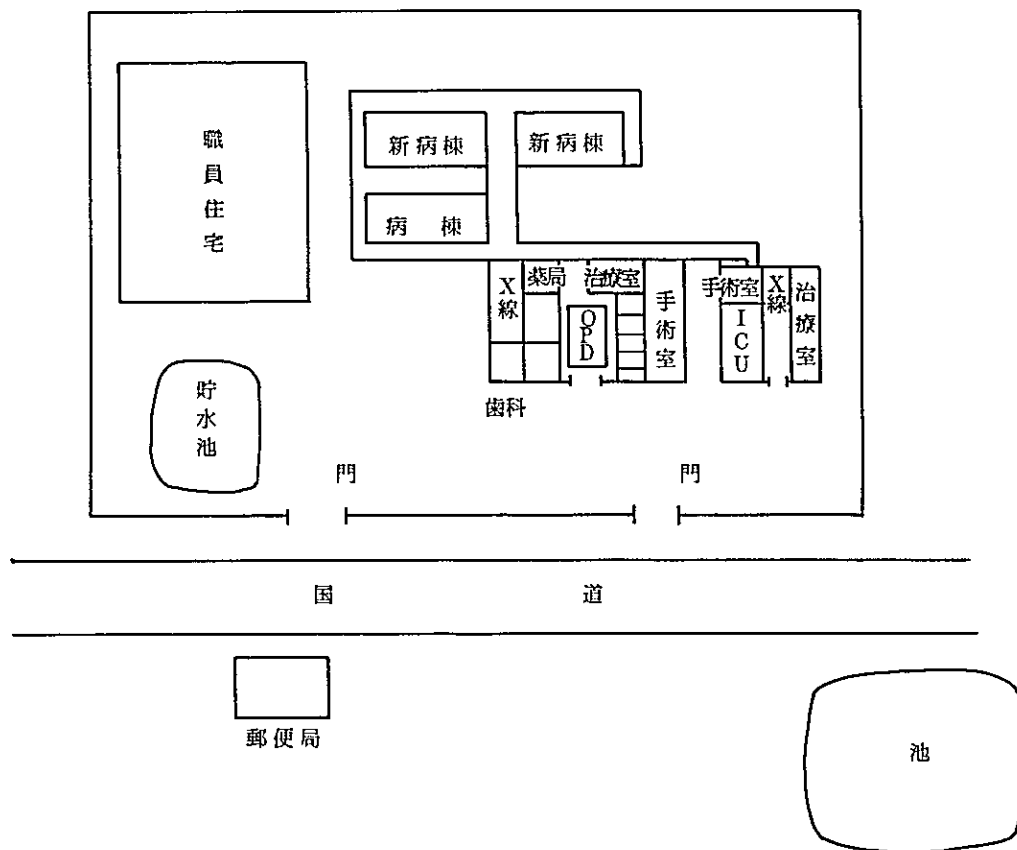 新病棟
新病棟
職員住宅
病棟
X線
薬局
治療室
手術室
手術室
X線
治療室
OPD
ICU
貯水池
歯科
門
門
国道
郵便局
池